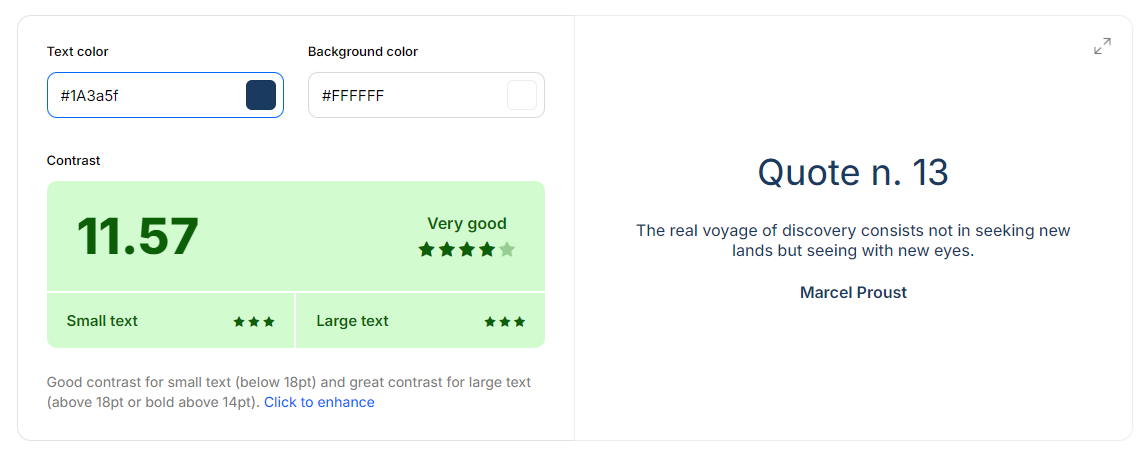 Text color
Background color
#1A3a5f
#FFFFFF
Contrast
11.57
Very good
Small text
Large text
Good contrast for small text (below 18pt) and great contrast for large text
(above 18pt or bold above 14pt). Click to enhance
Quote n. 13
The real voyage of discovery consists not in seeking new
lands but seeing with new eyes.
Marcel Proust